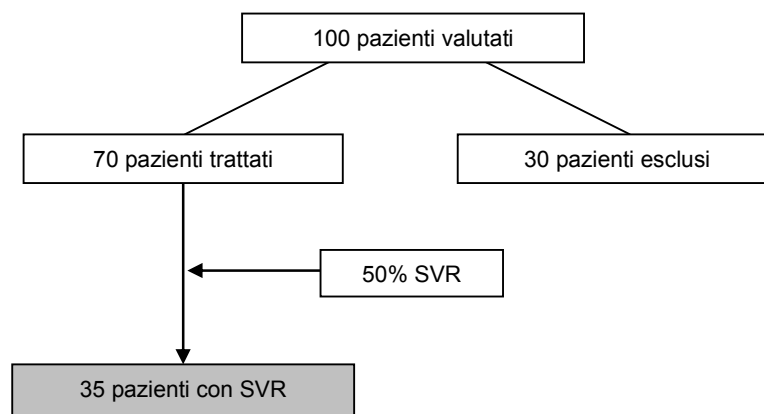 100 pazienti valutati
70 pazienti trattati
30 pazienti esclusi
50% SVR
35 pazienti con SVR